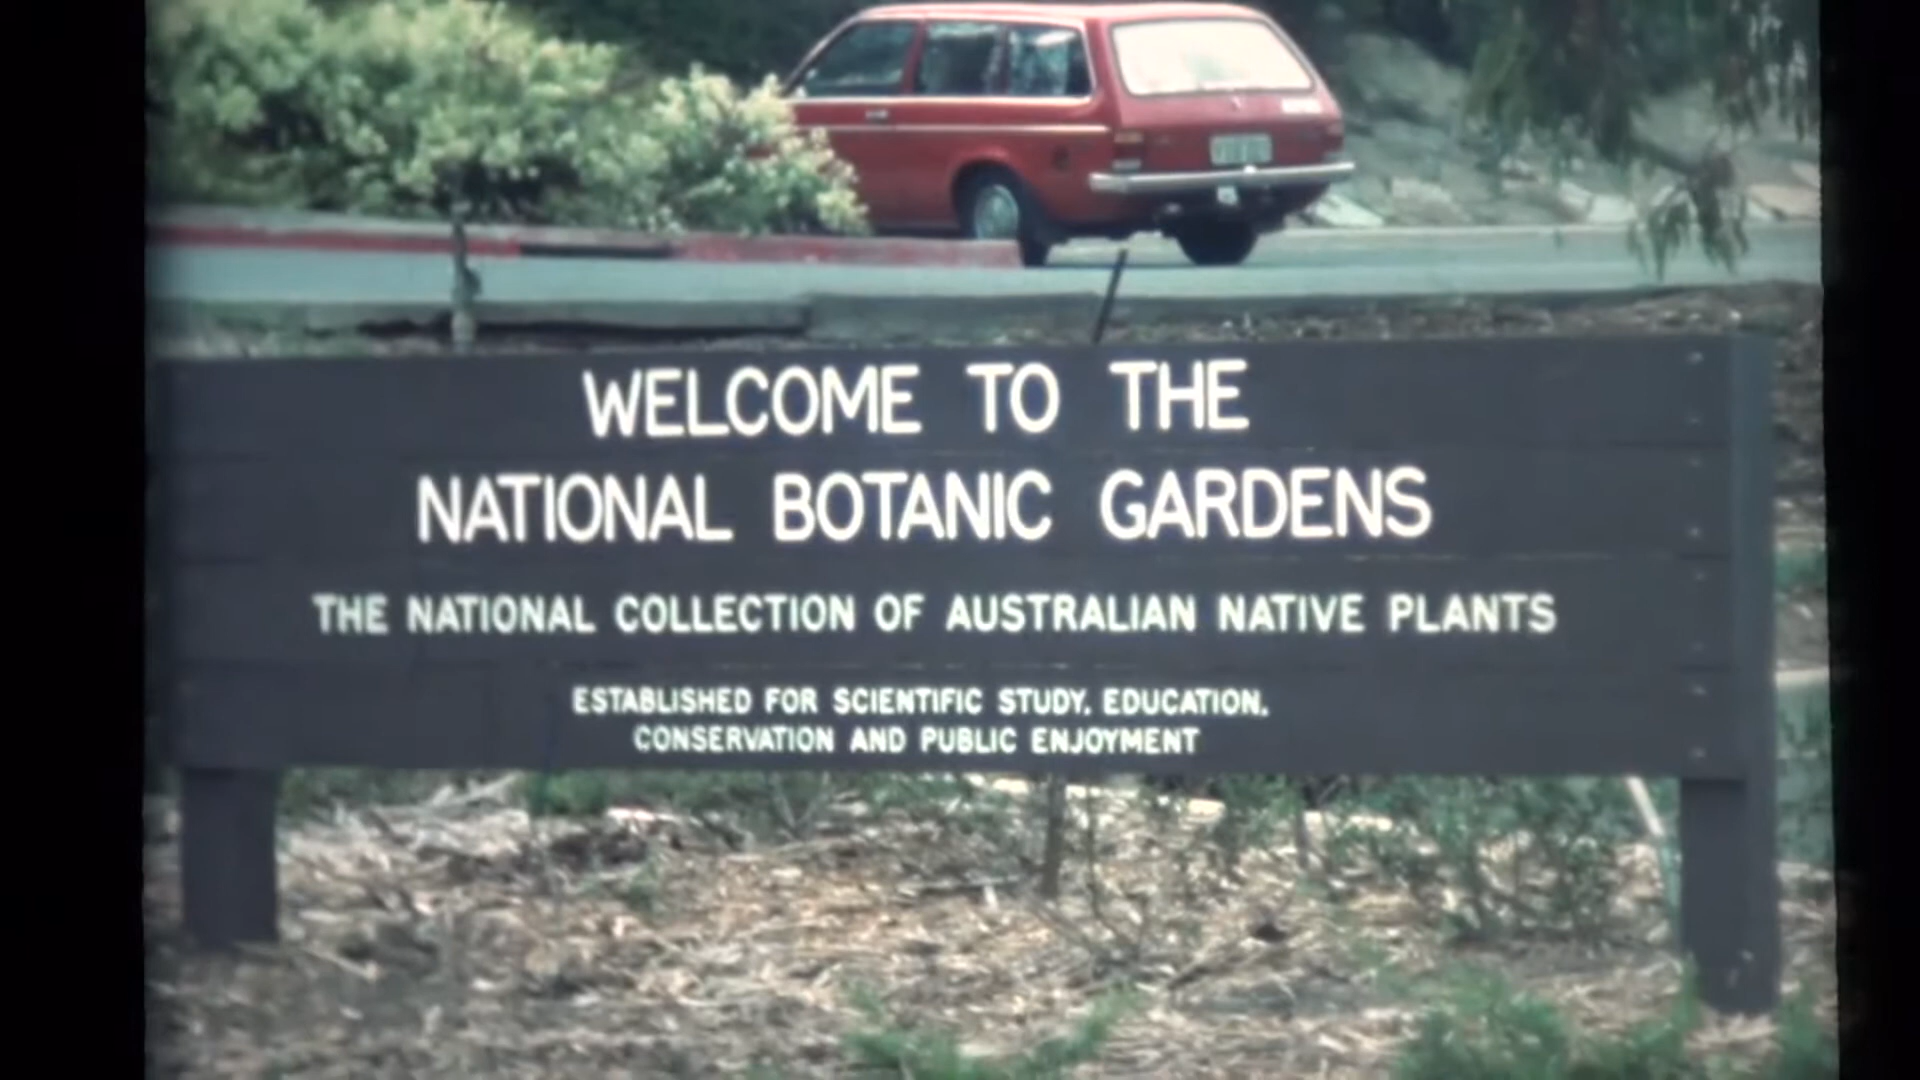 WELCOME TO THE
NATIONAL BOTANIC GARDENS
THE NATIONAL COLLECTION OF AUSTRALIAN NATIVE PLANTS
ESTABLISHED FOR SCIENTIFIC STUDY, EDUCATION,
CONSERVATION AND PUBLIC ENJOYMENT